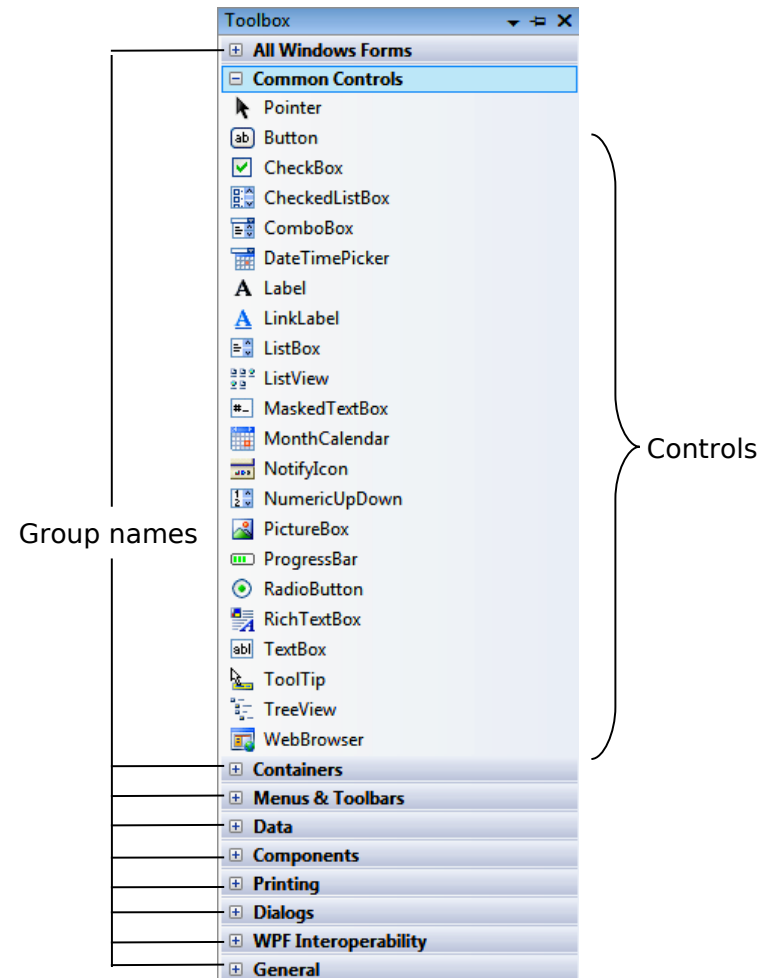 Toolbox
All Windows Forms
Common Controls
Pointer
Button
CheckBox
CheckedListBox
ComboBox
DateTimePicker
Label
LinkLabel
ListBox
ListView
MaskedTextBox
MonthCalendar
NotifyIcon
NumericUpDown
PictureBox
ProgressBar
RadioButton
RichTextBox
TextBox
ToolTip
TreeView
WebBrowser
Containers
Menus & Toolbars
Data
Components
Printing
Dialogs
WPF Interoperability
General
Group names
Controls